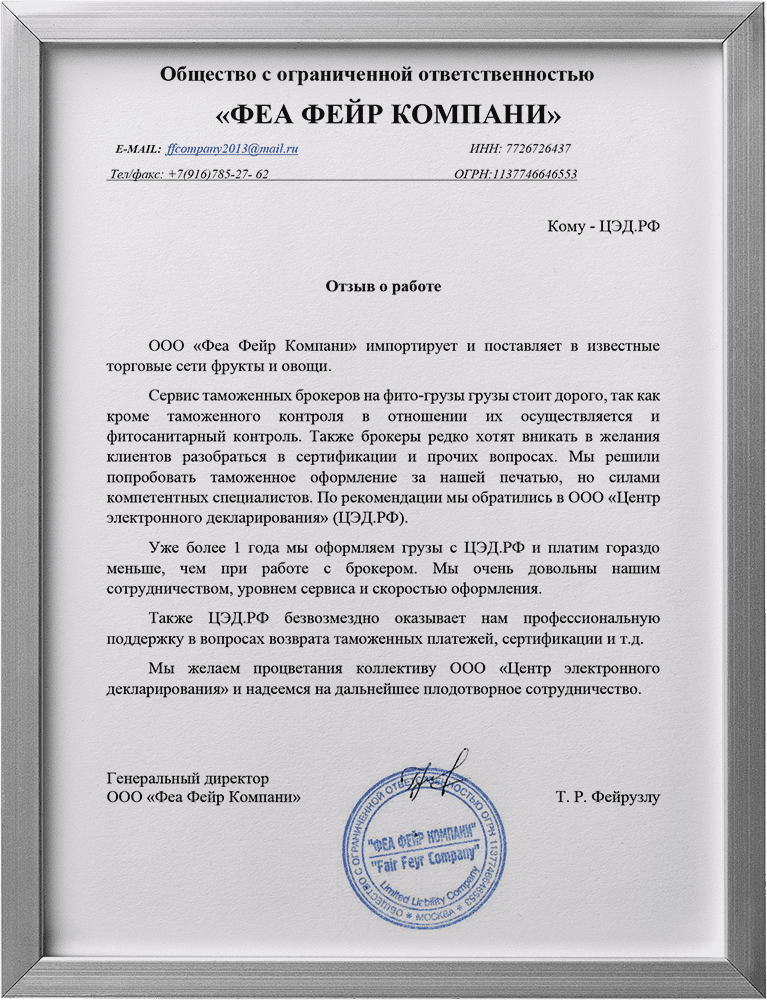 Общество с ограниченной ответственностью
«ФЕА ФЕЙР КОМПАНИ»
E-MAIL: ffcompany2013@mail.ru ИНН: 7726726437
Тел/факс: +7(916)785-27- 62 ОГРН:1137746646553
Кому - ЦЭД.РФ
Отзыв о работе
ООО «Феа Фейр Компани» импортирует и поставляет в известные
торговые сети фрукты и овощи.
Сервис таможенных брокеров на фито-грузы грузы стоит дорого, так как
кроме таможенного контроля в отношении их осуществляется и
фитосанитарный контроль. Также брокеры редко хотят вникать в желания
клиентов разобраться в сертификации и прочих вопросах. Мы решили
попробовать таможенное оформление за нашей печатью, но силами
компетентных специалистов. По рекомендации мы обратились в ООО «Центр
электронного декларирования» (ЦЭД.РФ).
Уже более 1 года мы оформляем грузы с ЦЭД.РФ и платим гораздо
меньше, чем при работе с брокером. Мы очень довольны нашим
сотрудничеством, уровнем сервиса и скоростью оформления.
Также ЦЭД.РФ безвозмездно оказывает нам профессиональную
поддержку в вопросах возврата таможенных платежей, сертификации и т.д.
Мы желаем процветания коллективу ООО «Центр электронного
декларирования» и надеемся на дальнейшее плодотворное сотрудничество.
Генеральный директор
ООО «Феа Фейр Компани» Т. Р. Фейрузлу
ОБЩЕСТВО С ОГРАНИЧЕННОЙ ОТВЕТСТВЕННОСТЬЮ ОГРН 1137746646553
"ФЕА ФЕЙР КОМПАНИ"
"Fair Feyr Company"
Limited Liability Company
* МОСКВА *